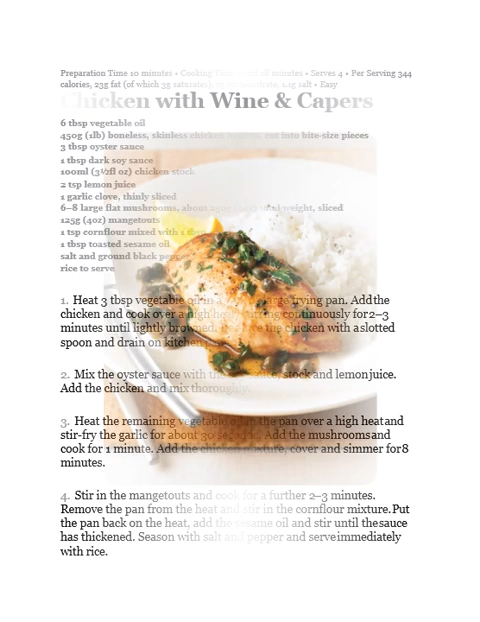 Preparation Time 10 minutes • Cooking Time about 18 minutes • Serves 4 • Per Serving 344
calories, 23g fat (of which 3g saturates), carbohydrate, 1.1g salt • Easy
Chicken with Wine & Capers
6 tbsp vegetable oil
450g (1lb) boneless, skinless chicken cut into bite-size pieces
3 tbsp oyster sauce
1 tbsp dark soy sauce
100ml (3½fl oz) chicken stock
2 tsp lemon juice
1 garlic clove, thinly sliced
6–8 large flat mushrooms, about total weight, sliced
125g (4oz) mangetouts
1 tsp cornflour mixed with 1 tbsp
1 tbsp toasted sesame oil
salt and ground black pepper
rice to serve
1. Heat 3 tbsp vegetable oil in a large frying pan. Add the
chicken and cook over a high heat, stirring continuously for 2–3
minutes until lightly browned. the chicken with a slotted
spoon and drain on kitchen
2. Mix the oyster sauce with the sauce, stock and lemon juice.
Add the chicken and mix thoroughly.
3. Heat the remaining vegetable oil in the pan over a high heat and
stir-fry the garlic for about 30 seconds. Add the mushrooms and
cook for 1 minute. Add the chicken mixture, cover and simmer for 8
minutes.
4. Stir in the mangetouts and cook for a further 2–3 minutes.
Remove the pan from the heat and stir in the cornflour mixture. Put
the pan back on the heat, add the sesame oil and stir until the sauce
has thickened. Season with salt and pepper and serve immediately
with rice.